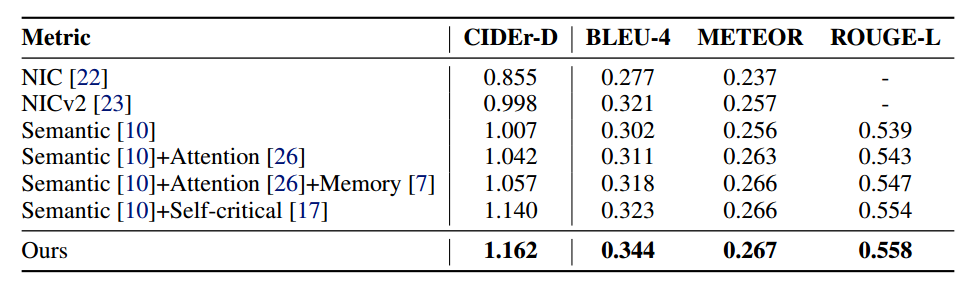 Metric CIDEr-D BLEU-4 METEOR ROUGE-L
NIC [22] 0.855 0.277 0.237 -
NICv2 [23] 0.998 0.321 0.257 -
Semantic [10] 1.007 0.302 0.256 0.539
Semantic [10]+Attention [26] 1.042 0.311 0.263 0.543
Semantic [10]+Attention [26]+Memory [7] 1.057 0.318 0.266 0.547
Semantic [10]+Self-critical [17] 1.140 0.323 0.266 0.554
Ours 1.162 0.344 0.267 0.558